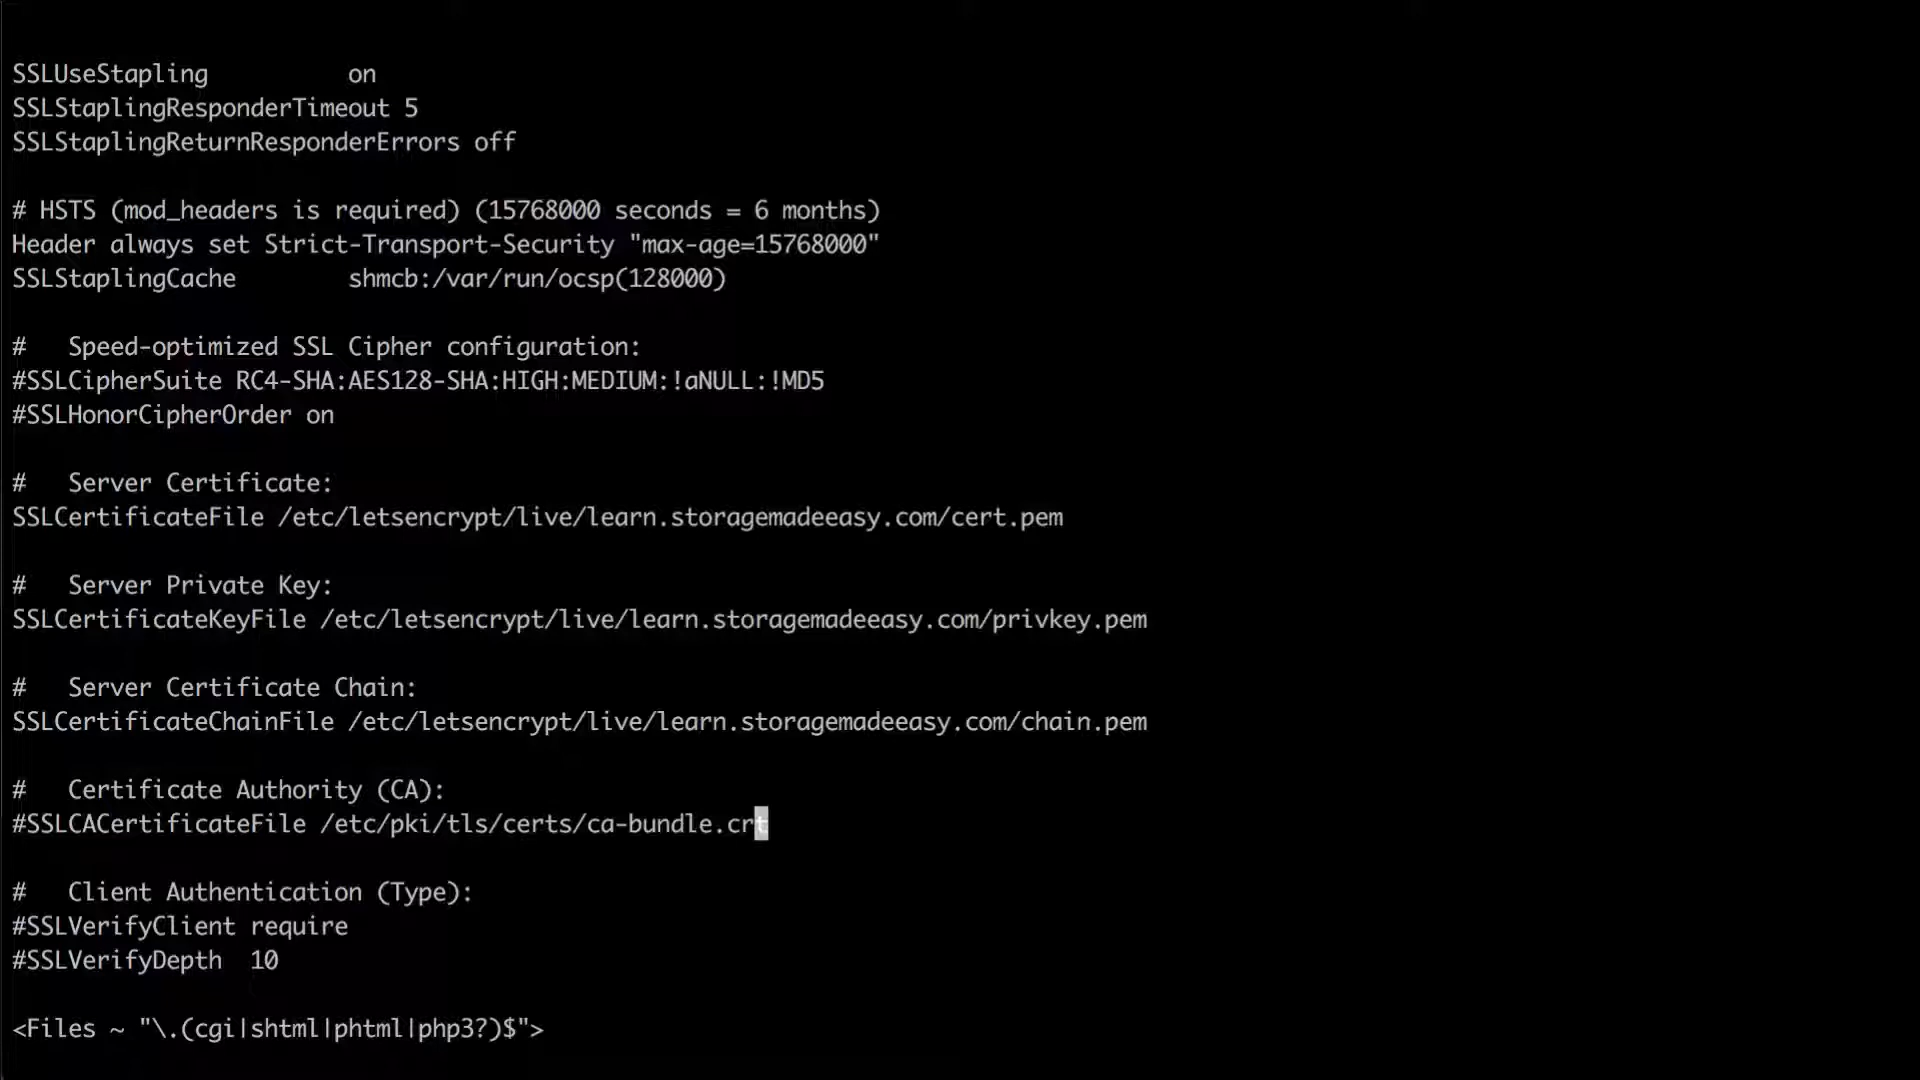 SSLUseStapling          on
SSLStaplingResponderTimeout 5
SSLStaplingReturnResponderErrors off
# HSTS (mod_headers is required) (15768000 seconds = 6 months)
Header always set Strict-Transport-Security "max-age=15768000"
SSLStaplingCache        shmcb:/var/run/ocsp(128000)
#   Speed-optimized SSL Cipher configuration:
#SSLCipherSuite RC4-SHA:AES128-SHA:HIGH:MEDIUM:!aNULL:!MD5
#SSLHonorCipherOrder on
#   Server Certificate:
SSLCertificateFile /etc/letsencrypt/live/learn.storagemadeeasy.com/cert.pem
#   Server Private Key:
SSLCertificateKeyFile /etc/letsencrypt/live/learn.storagemadeeasy.com/privkey.pem
#   Server Certificate Chain:
SSLCertificateChainFile /etc/letsencrypt/live/learn.storagemadeeasy.com/chain.pem
#   Certificate Authority (CA):
#SSLCACertificateFile /etc/pki/tls/certs/ca-bundle.crt
#   Client Authentication (Type):
#SSLVerifyClient require
#SSLVerifyDepth  10
<Files ~ "\.(cgi|shtml|phtml|php3?)$">